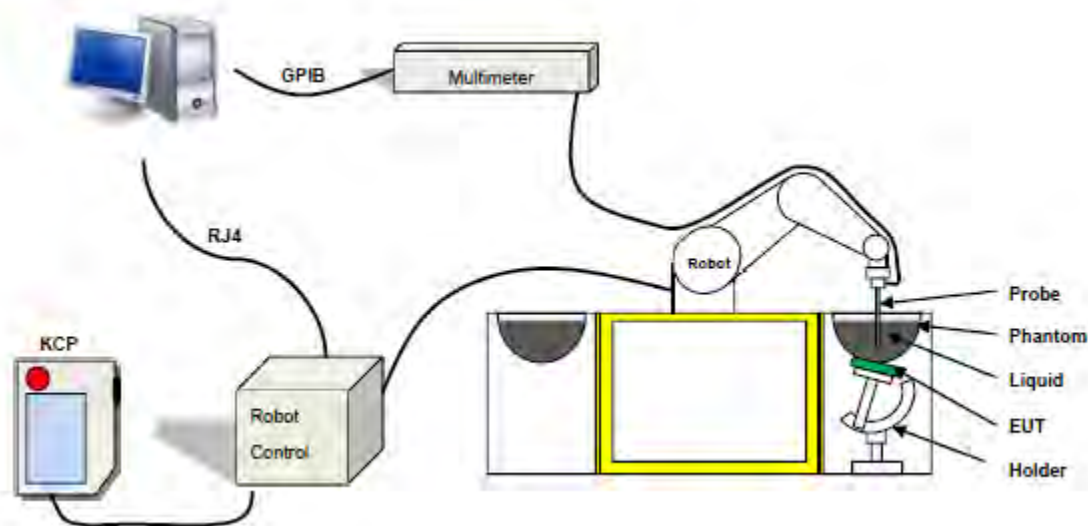 GPIB
Multimeter
RJ4
Robot
Probe
Phantom
KCP
Liquid
Robot
Control
EUT
Holder